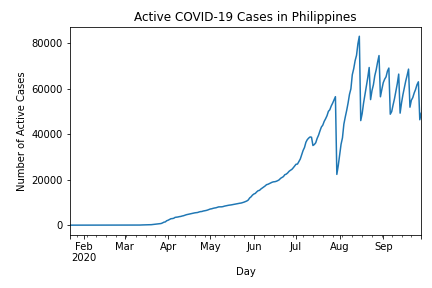 Active COVID-19 Cases in Philippines
Number of Active Cases
80000
60000
40000
20000
0
Feb Mar Apr May Jun Jul Aug Sep
2020
Day